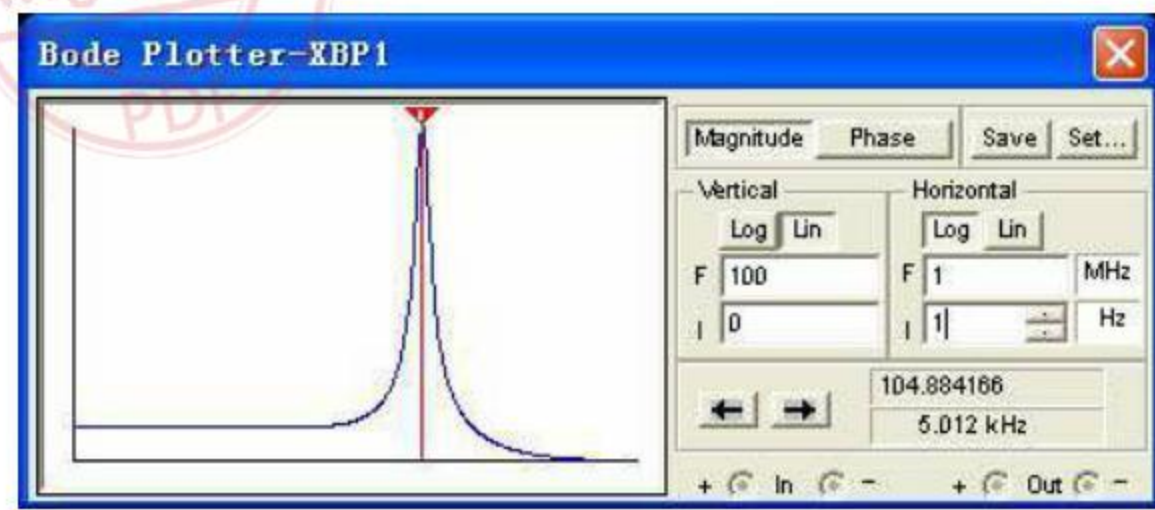 PDF
Bode Plotter-XBP1
Magnitude Phase Save Set...
Vertical Horizontal
Log Lin Log Lin
F 100 F 1 MHz
I 0 I 1 Hz
104.884166
5.012 kHz
+ In - + Out -